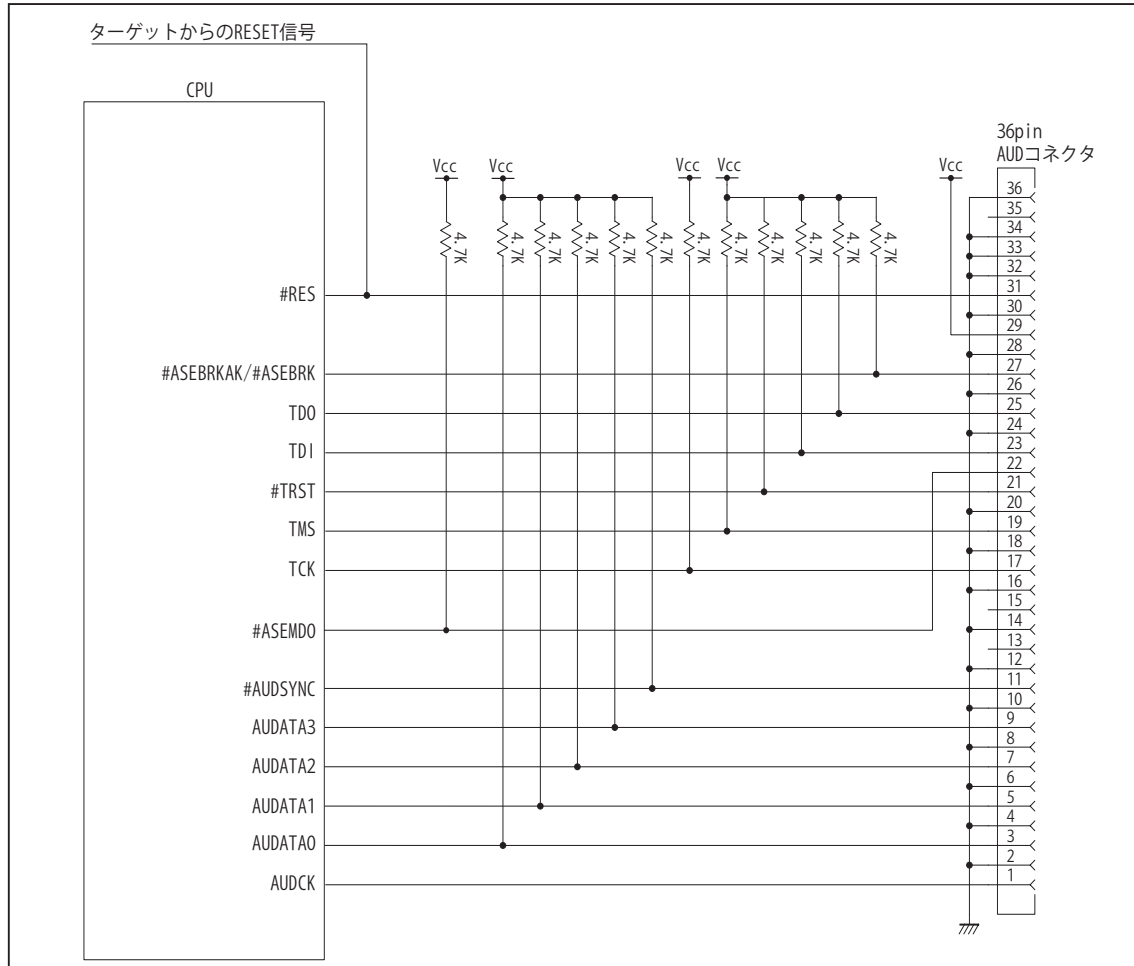 ターゲットからのRESET信号
CPU
36pin
AUDコネクタ
Vcc
Vcc
Vcc
Vcc
Vcc
4.7K
4.7K
4.7K
4.7K
4.7K
4.7K
4.7K
4.7K
4.7K
4.7K
4.7K
4.7K
#RES
#ASEBRKAK/#ASEBRK
TDO
TDI
#TRST
TMS
TCK
#ASEMD0
#AUDSYNC
AUDATA3
AUDATA2
AUDATA1
AUDATA0
AUDCK
36
35
34
33
32
31
30
29
28
27
26
25
24
23
22
21
20
19
18
17
16
15
14
13
12
11
10
9
8
7
6
5
4
3
2
1